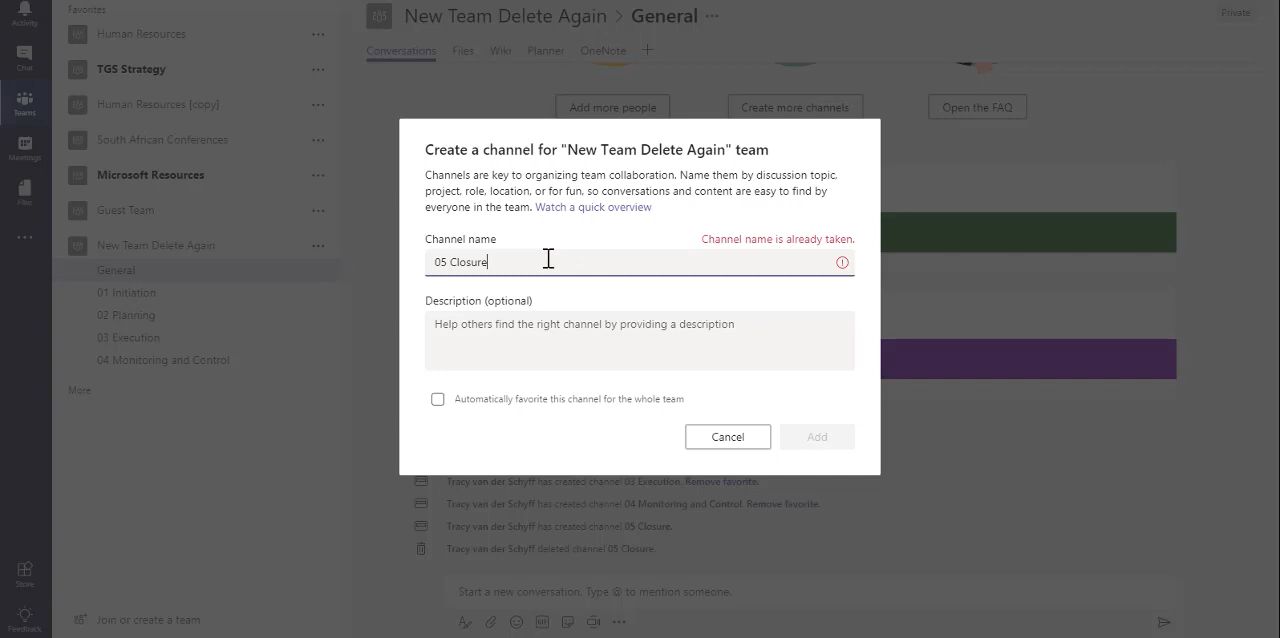 Activity
Chat
Teams
Meetings
Files
Store
Feedback
Favorites
Human Resources
TGS Strategy
Human Resources [copy]
South African Conferences
Microsoft Resources
Guest Team
New Team Delete Again
General
01 Initiation
02 Planning
03 Execution
04 Monitoring and Control
More
Join or create a team
New Team Delete Again > General ...
Private
Conversations Files Wiki Planner OneNote +
Add more people Create more channels Open the FAQ
Create a channel for "New Team Delete Again" team
Channels are key to organizing team collaboration. Name them by discussion topic,
project, role, location, or for fun, so conversations and content are easy to find by
everyone in the team. Watch a quick overview
Channel name Channel name is already taken.
05 Closure
Description (optional)
Help others find the right channel by providing a description
Automatically favorite this channel for the whole team
Cancel Add
Tracy van der Schyff has created channel 03 Execution. Remove favorite.
Tracy van der Schyff has created channel 04 Monitoring and Control. Remove favorite.
Tracy van der Schyff has created channel 05 Closure.
Tracy van der Schyff deleted channel 05 Closure.
Start a new conversation. Type @ to mention someone.
GIF